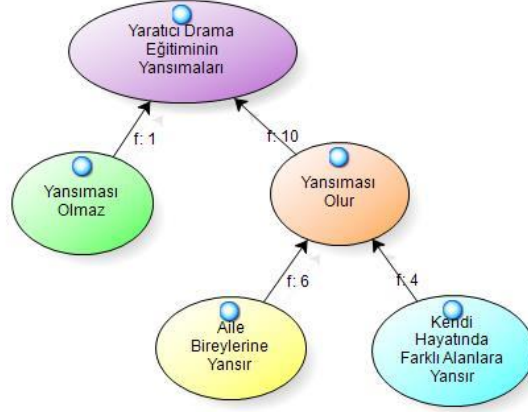 Yaratıcı Drama
Eğitiminin
Yansımaları
f: 1
f: 10
Yansıması
Olmaz
Yansıması
Olur
f: 6
f: 4
Aile
Bireylerine
Yansır
Kendi
Hayatında
Farklı Alanlara
Yansır